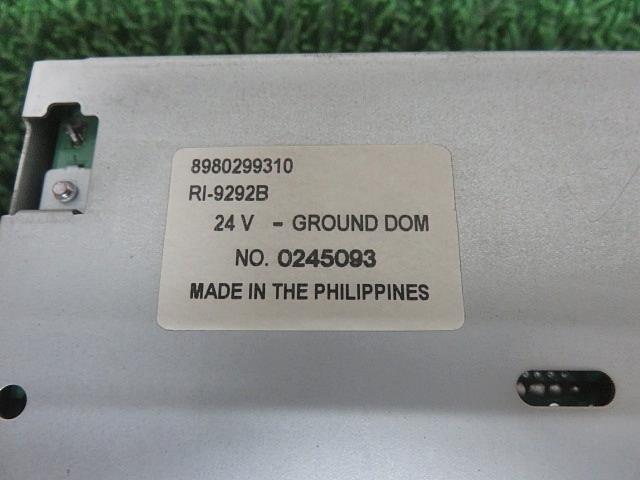 8980299310
RI-9292B
24 V - GROUND DOM
NO. 0245093
MADE IN THE PHILIPPINES